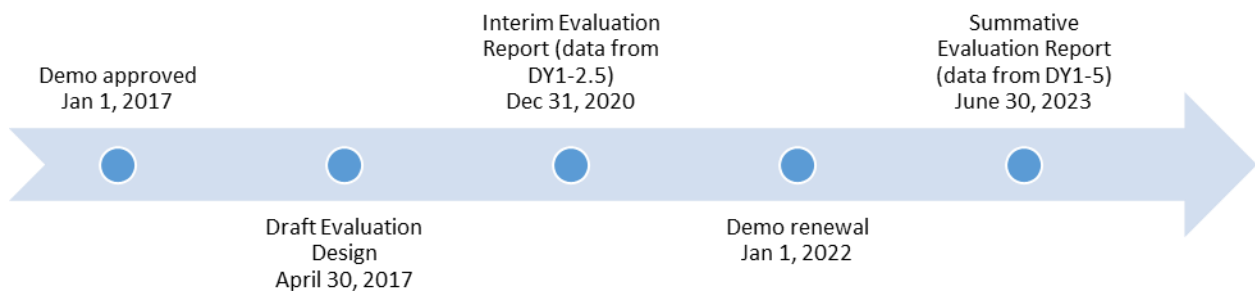 Demo approved
Jan 1, 2017
Draft Evaluation
Design
April 30, 2017
Interim Evaluation
Report (data from
DY1-2.5)
Dec 31, 2020
Demo renewal
Jan 1, 2022
Summative
Evaluation Report
(data from DY1-5)
June 30, 2023